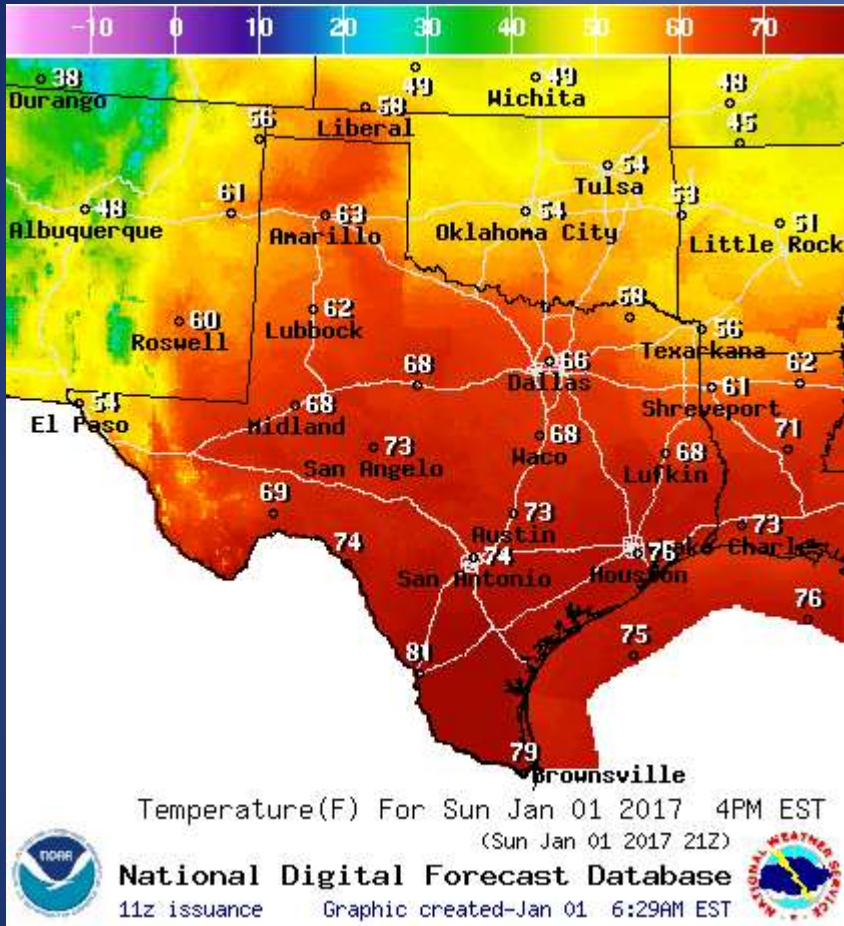 -10 0 10 20 30 40 50 60 70
38 49 49 48
Durango Wichita
58
Liberal
56 45
54
Tulsa
48 61 63 54 53 51
Albuquerque Amarillo Oklahoma City Little Rock
60 62 58 56
Roswell Lubbock Texarkana
68 66 61 62
Dallas Shreveport
54 68
El Paso Midland
73 68 68 71
San Angelo Waco Lufkin
69 73 73
Austin
74 74 76 Lake Charles
San Antonio Houston
76
75
81
79
Brownsville
Temperature(F) For Sun Jan 01 2017 4PM EST
(Sun Jan 01 2017 21Z)
National Digital Forecast Database
11z issuance Graphic created-Jan 01 6:29AM EST
NOAA
NATIONAL WEATHER SERVICE